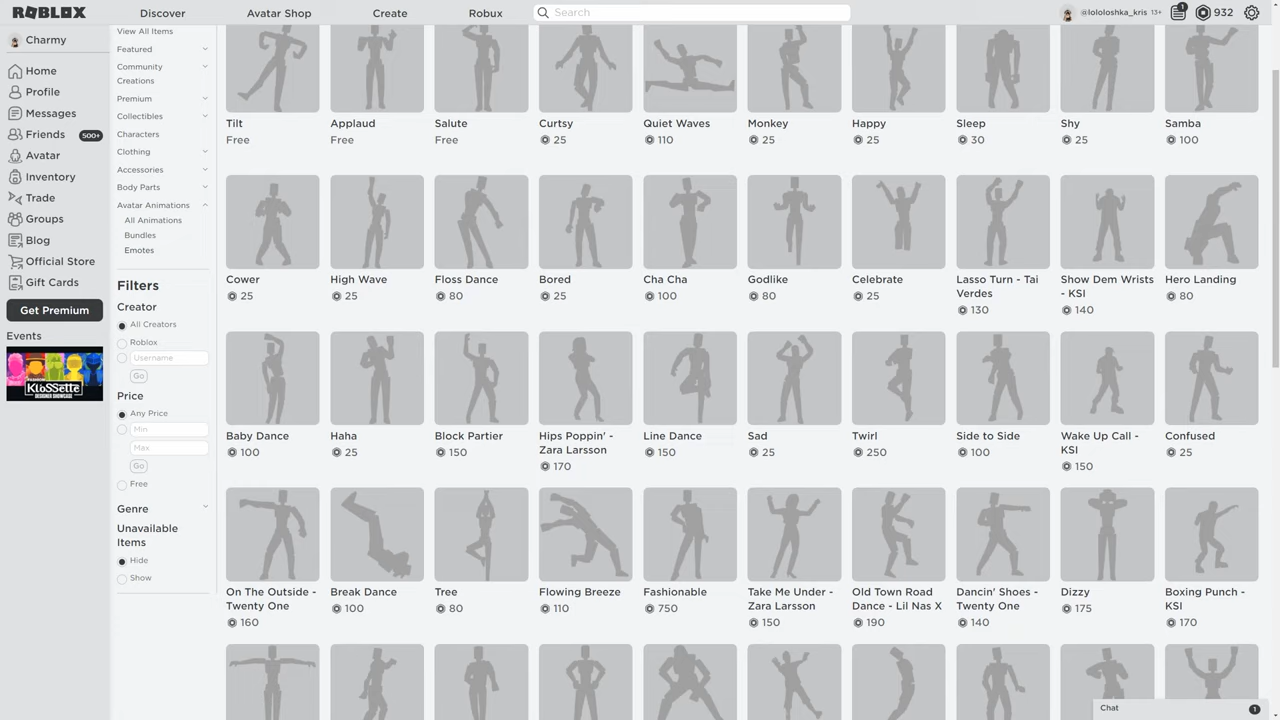 ROBLOX
Discover
Avatar Shop
Create
Robux
Search
@lololoshka_kris 13+
1
932
Charmy
Home
Profile
Messages
Friends 500+
Avatar
Inventory
Trade
Groups
Blog
Official Store
Gift Cards
Get Premium
Events
KLOSSETTE
DESIGNER SHOWCASE
View All Items
Featured
Community
Creations
Premium
Collectibles
Characters
Clothing
Accessories
Body Parts
Avatar Animations
All Animations
Bundles
Emotes
Filters
Creator
All Creators
Roblox
Username
Go
Price
Any Price
Min
Max
Go
Free
Genre
Unavailable
Items
Hide
Show
Tilt
Free
Applaud
Free
Salute
Free
Curtsy
25
Quiet Waves
110
Monkey
25
Happy
25
Sleep
30
Shy
25
Samba
100
Cower
25
High Wave
25
Floss Dance
80
Bored
25
Cha Cha
100
Godlike
80
Celebrate
25
Lasso Turn - Tai
Verdes
130
Show Dem Wrists
- KSI
140
Hero Landing
80
Baby Dance
100
Haha
25
Block Partier
150
Hips Poppin' -
Zara Larsson
170
Line Dance
150
Sad
25
Twirl
250
Side to Side
100
Wake Up Call -
KSI
150
Confused
25
On The Outside -
Twenty One
160
Break Dance
100
Tree
80
Flowing Breeze
110
Fashionable
750
Take Me Under -
Zara Larsson
150
Old Town Road
Dance - Lil Nas X
190
Dancin' Shoes -
Twenty One
140
Dizzy
175
Boxing Punch -
KSI
170
Chat
1